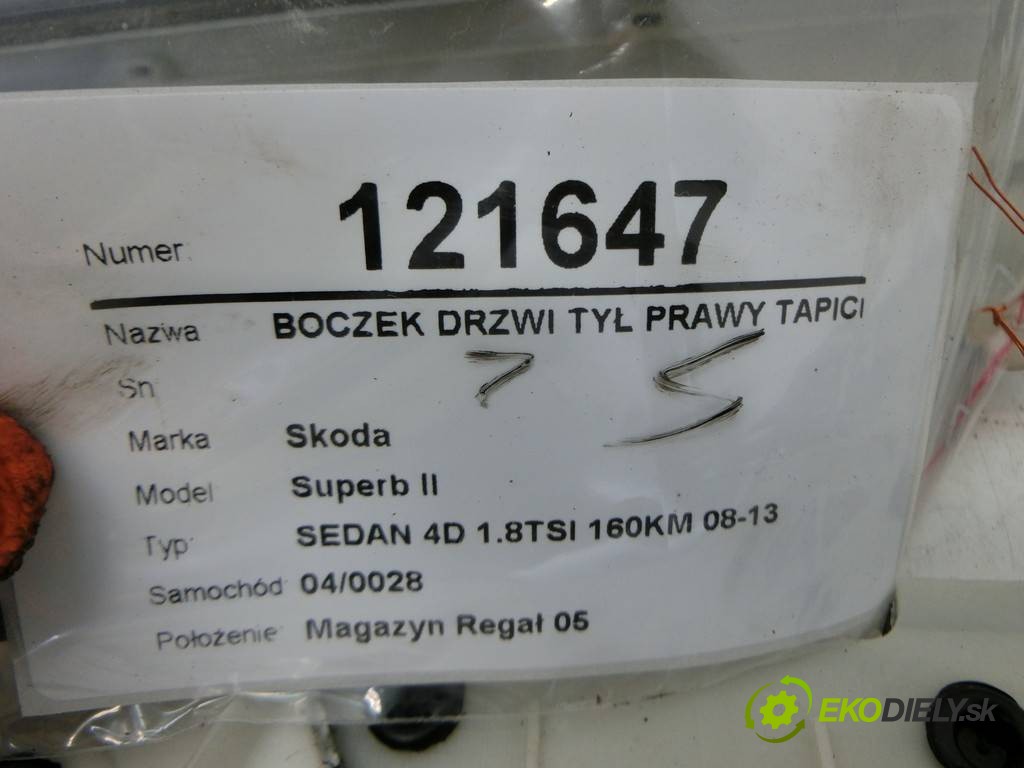 Numer: 121647
Nazwa BOCZEK DRZWI TYŁ PRAWY TAPICI
Sn
Marka Skoda
Model Superb II
Typ SEDAN 4D 1.8TSI 160KM 08-13
Samochód 04/0028
Położenie Magazyn Regał 05
EKODIELY.sk